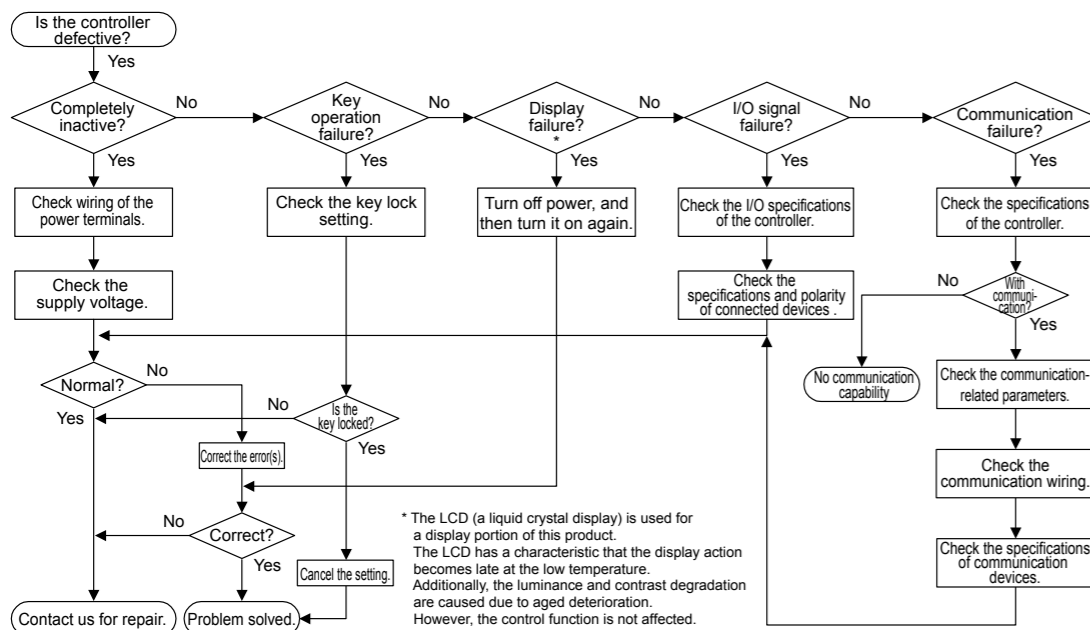 Is the controller
defective?
Yes
Completely
inactive?
No
Key
operation
failure?
No
Display
failure?
*
No
I/O signal
failure?
No
Communication
failure?
Yes
Yes
Yes
Yes
Yes
Check wiring of the
power terminals.
Check the key lock
setting.
Turn off power, and
then turn it on again.
Check the I/O specifications
of the controller.
Check the specifications
of the controller.
Check the
supply voltage.
Check the
specifications and polarity
of connected devices .
No
With
communi-
cation?
Yes
Normal?
No
Yes
No communication
capability
Check the communication-
related parameters.
No
Is the
key locked?
Yes
Correct the error(s).
Check the
communication wiring.
No
Correct?
Yes
Cancel the setting.
Check the specifications
of communication
devices.
Contact us for repair.
Problem solved.
* The LCD (a liquid crystal display) is used for
a display portion of this product.
The LCD has a characteristic that the display action
becomes late at the low temperature.
Additionally, the luminance and contrast degradation
are caused due to aged deterioration.
However, the control function is not affected.